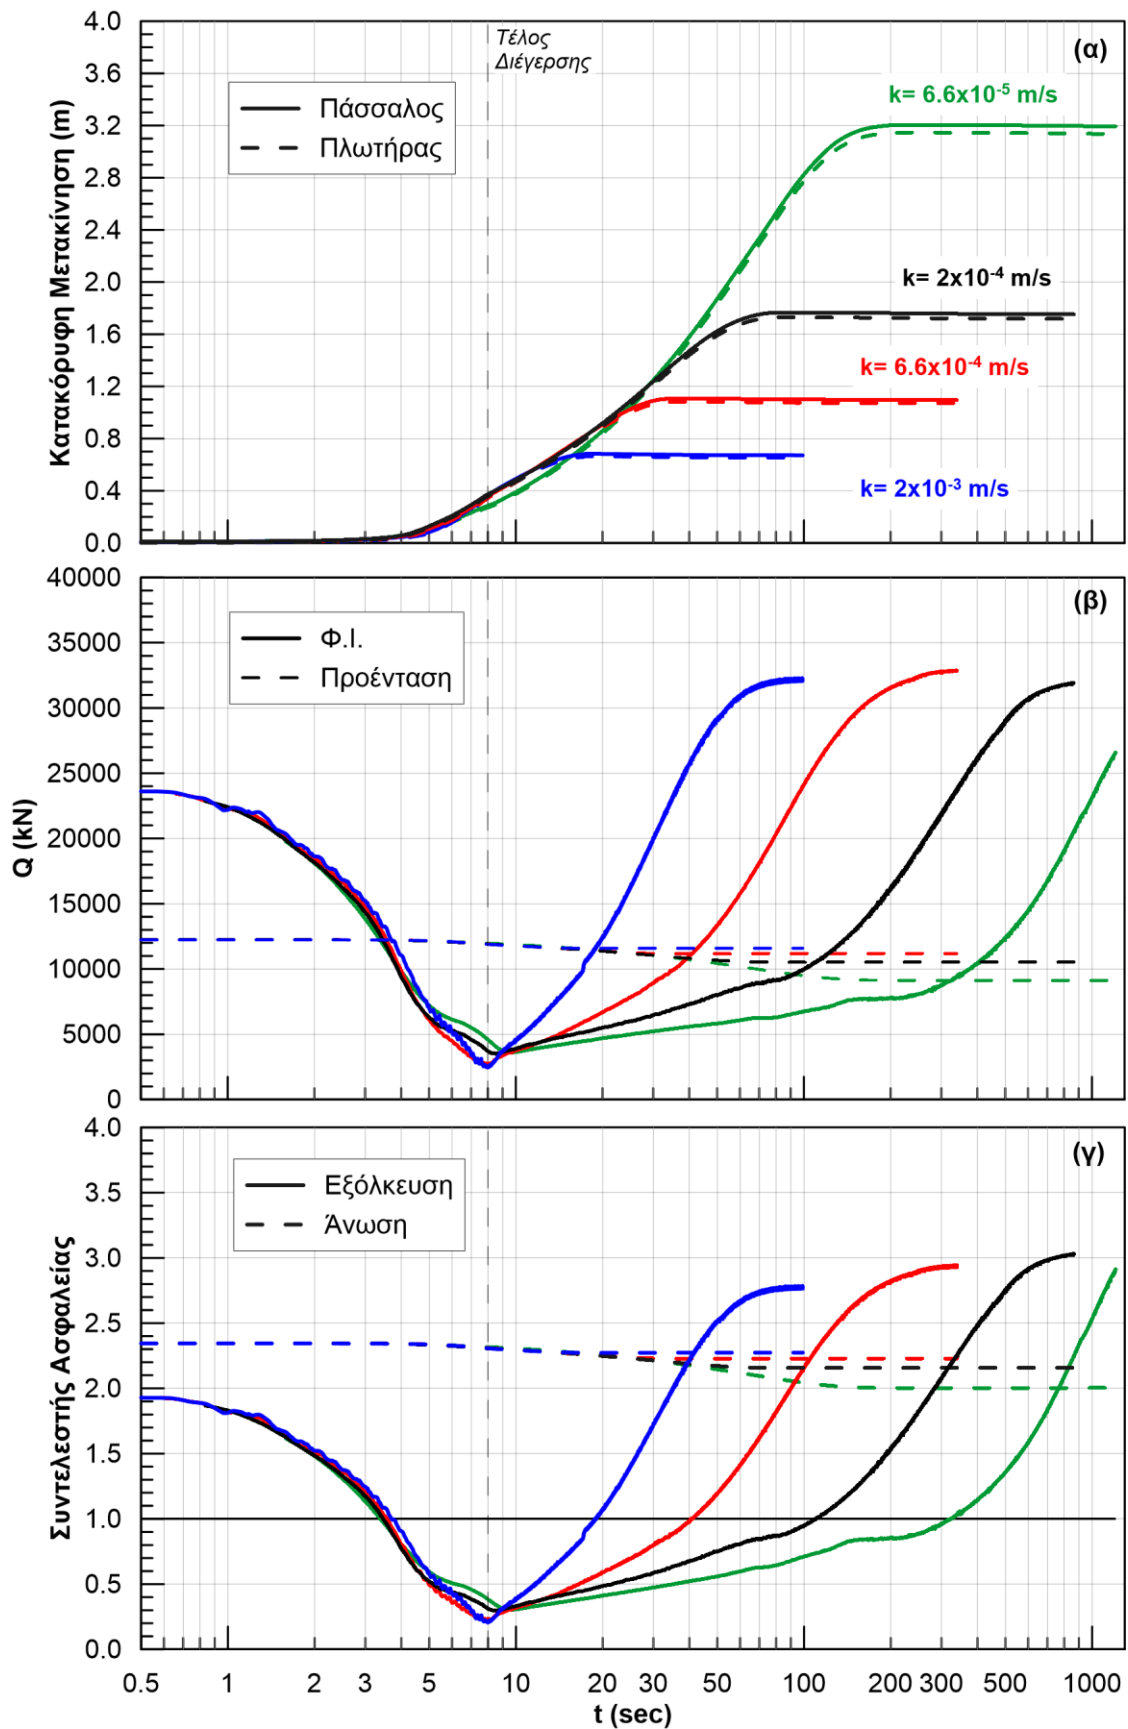 Τέλος
Διέγερσης
(α)
k= 6.6x10-5 m/s
Πάσσαλος
Πλωτήρας
k= 2x10-4 m/s
k= 6.6x10-4 m/s
k= 2x10-3 m/s
Κατακόρυφη Μετακίνηση (m)
4.0
3.6
3.2
2.8
2.4
2.0
1.6
1.2
0.8
0.4
0.0
(β)
Φ.Ι.
Προένταση
Q (kN)
40000
35000
30000
25000
20000
15000
10000
5000
0
(γ)
Εξόλκευση
Άνωση
Συντελεστής Ασφαλείας
4.0
3.5
3.0
2.5
2.0
1.5
1.0
0.5
0.0
0.5 1 2 3 5 10 20 30 50 100 200 300 500 1000
t (sec)